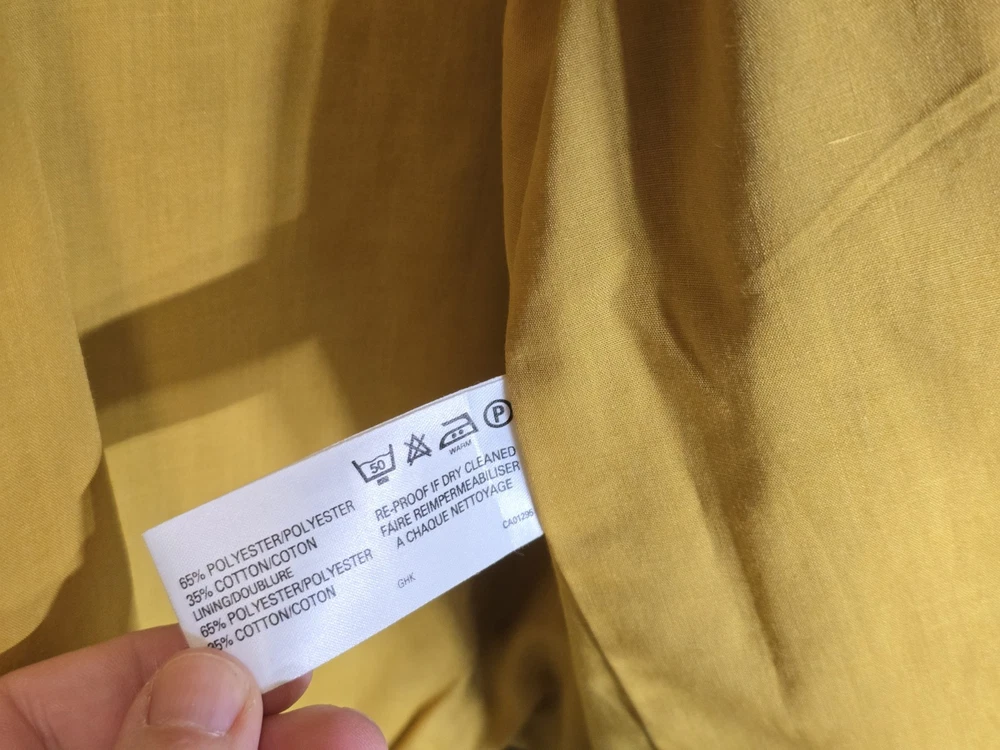 50
WARM
P
65% POLYESTER/POLYESTER
35% COTTON/COTON
LINING/DOUBLURE
65% POLYESTER/POLYESTER
35% COTTON/COTON
RE-PROOF IF DRY CLEANED
FAIRE REIMPERMEABILISER
A CHAQUE NETTOYAGE
CA01295
GHK